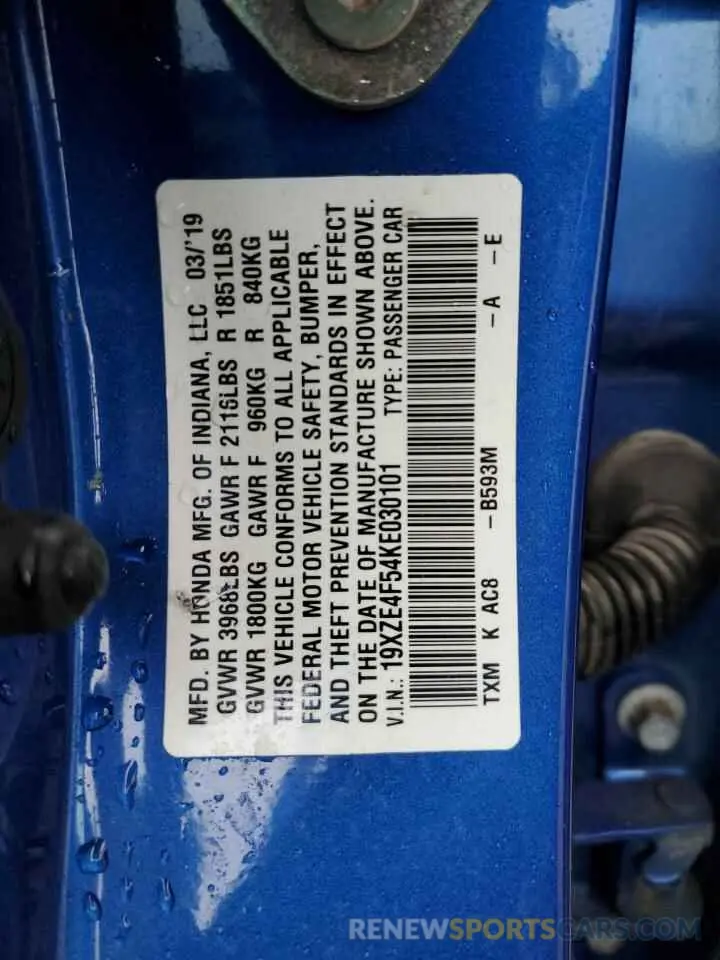 MFD. BY HONDA MFG. OF INDIANA, LLC 03/'19
GVWR 3968LBS GAWR F 2116LBS R 1851LBS
GVWR 1800KG GAWR F 960KG R 840KG
THIS VEHICLE CONFORMS TO ALL APPLICABLE
FEDERAL MOTOR VEHICLE SAFETY, BUMPER,
AND THEFT PREVENTION STANDARDS IN EFFECT
ON THE DATE OF MANUFACTURE SHOWN ABOVE.
V.I.N.: 19XZE4F54KE030101 TYPE: PASSENGER CAR
TXM K AC8 -B593M -A -E
RENEWSPORTSCARS.COM